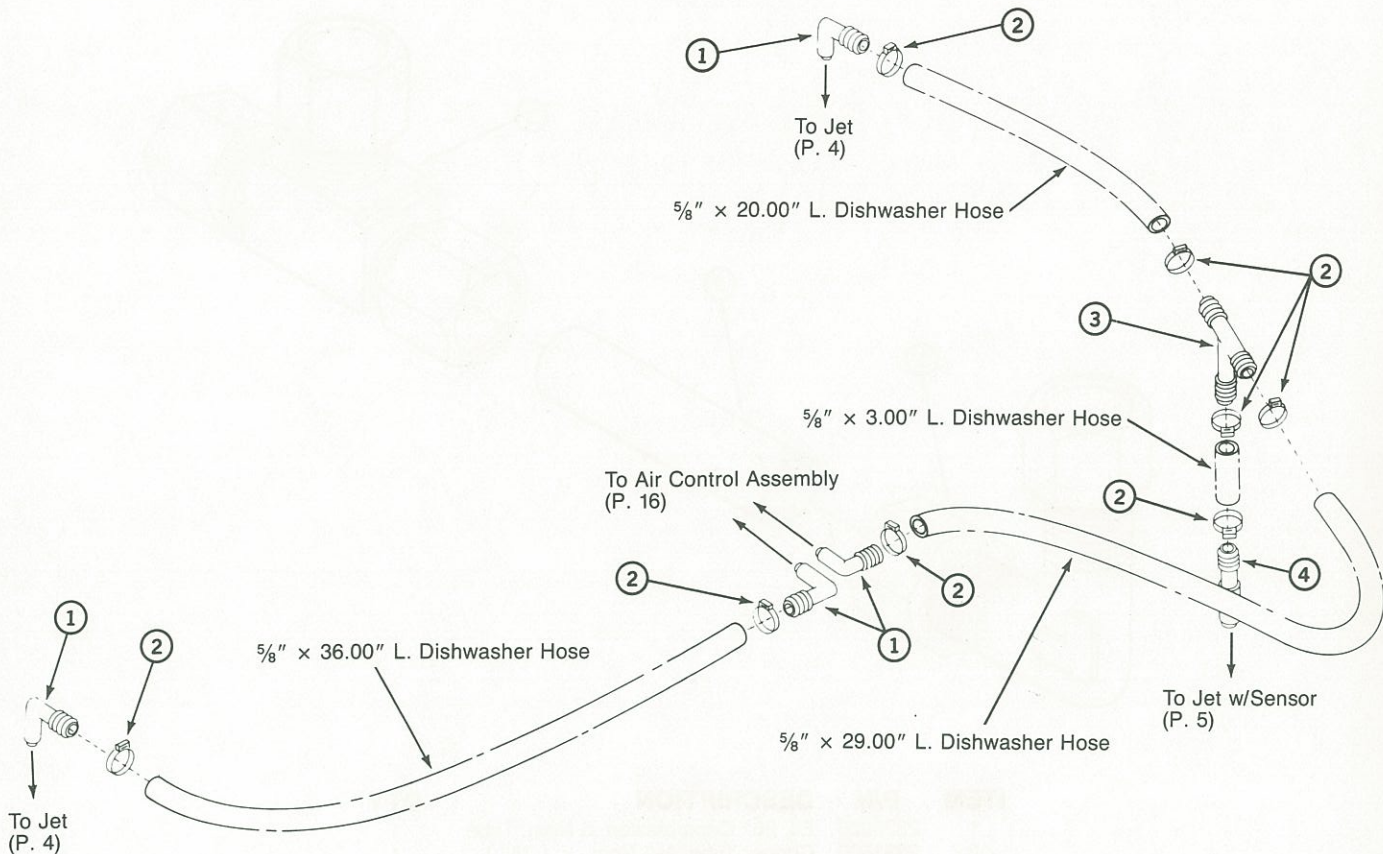 2
1
To Jet
(P. 4)
⅝" × 20.00" L. Dishwasher Hose
2
3
⅝" × 3.00" L. Dishwasher Hose
To Air Control Assembly
(P. 16)
2
2
4
2
1
1
2
⅝" × 36.00" L. Dishwasher Hose
To Jet w/Sensor
(P. 5)
⅝" × 29.00" L. Dishwasher Hose
To Jet
(P. 4)
ITEM P/N DESCRIPTION